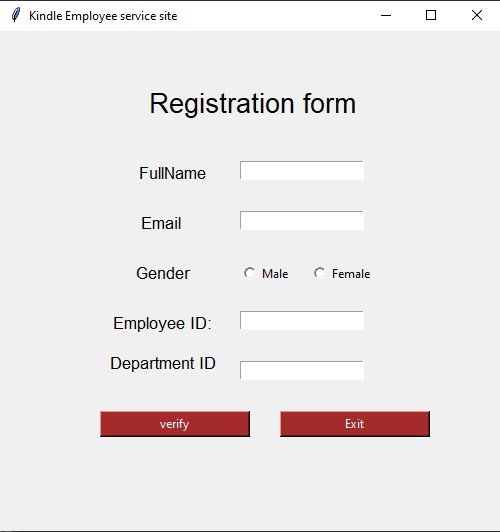 Kindle Employee service site
Registration form
FullName
Email
Gender Male Female
Employee ID:
Department ID
verify Exit